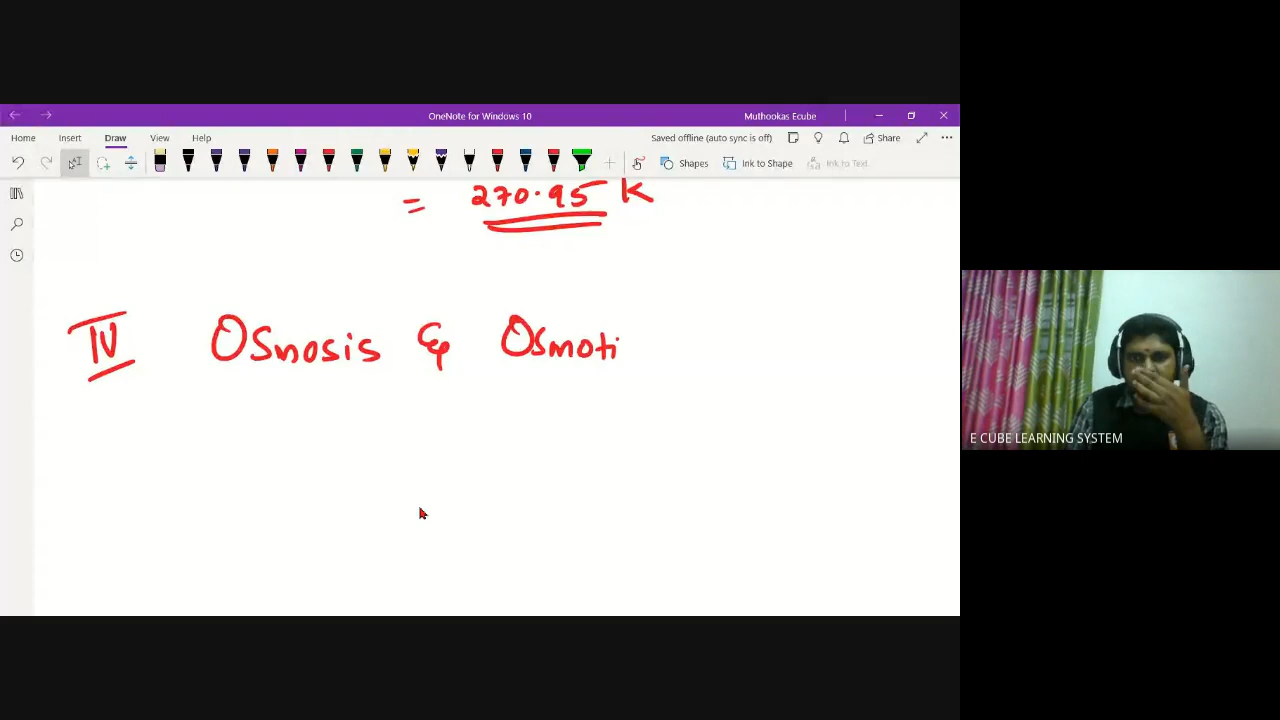 OneNote for Windows 10
Muthookas Ecube
Home Insert Draw View Help
Saved offline (auto sync is off)
Share
Shapes
Ink to Shape
Ink to Text
= 270.95 K
IV Osnosis & Osmoti
E CUBE LEARNING SYSTEM